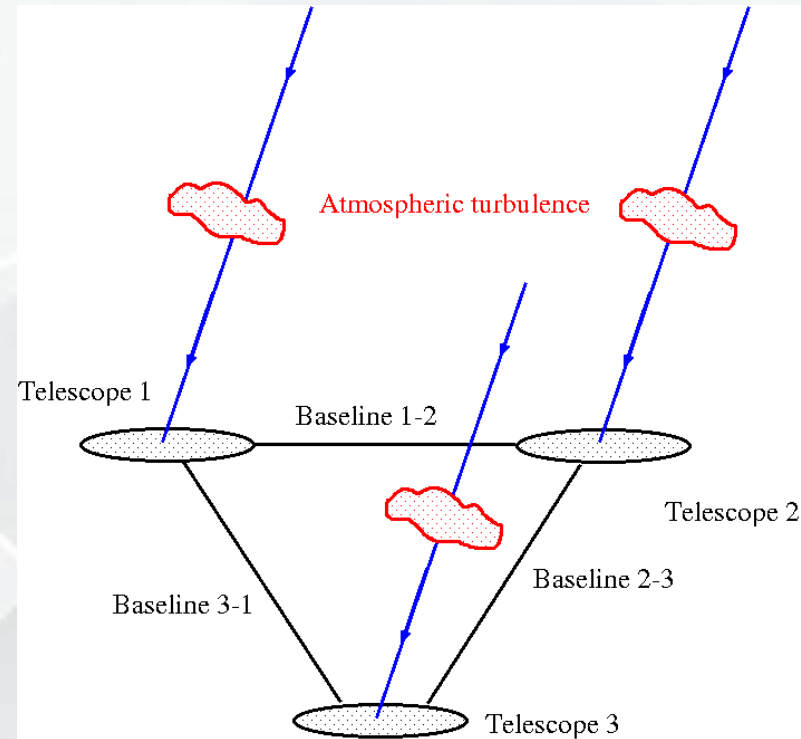 Atmospheric turbulence
Telescope 1
Baseline 1-2
Telescope 2
Baseline 2-3
Baseline 3-1
Telescope 3